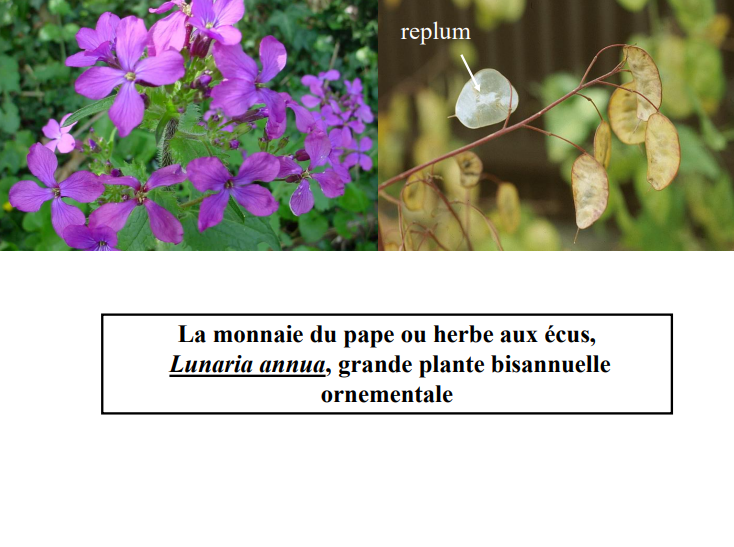 replum
La monnaie du pape ou herbe aux écus,
Lunaria annua, grande plante bisannuelle
ornementale